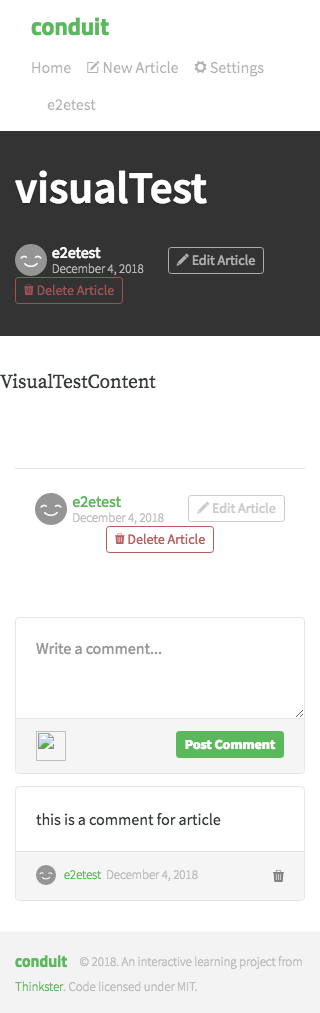 conduit
Home New Article Settings
e2etest
visualTest
e2etest
December 4, 2018
Edit Article
Delete Article
VisualTestContent
e2etest
December 4, 2018
Edit Article
Delete Article
Write a comment...
Post Comment
this is a comment for article
e2etest December 4, 2018
conduit © 2018. An interactive learning project from
Thinkster. Code licensed under MIT.